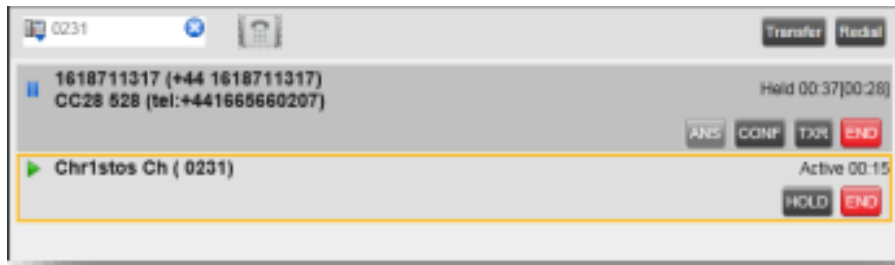 0231
Transfer Redial
1618711317 (+44 1618711317)
CC28 528 (tel:+441665660207)
Held 00:37[00:28]
ANS CONF TXR END
Chr1stos Ch ( 0231)
Active 00:15
HOLD END